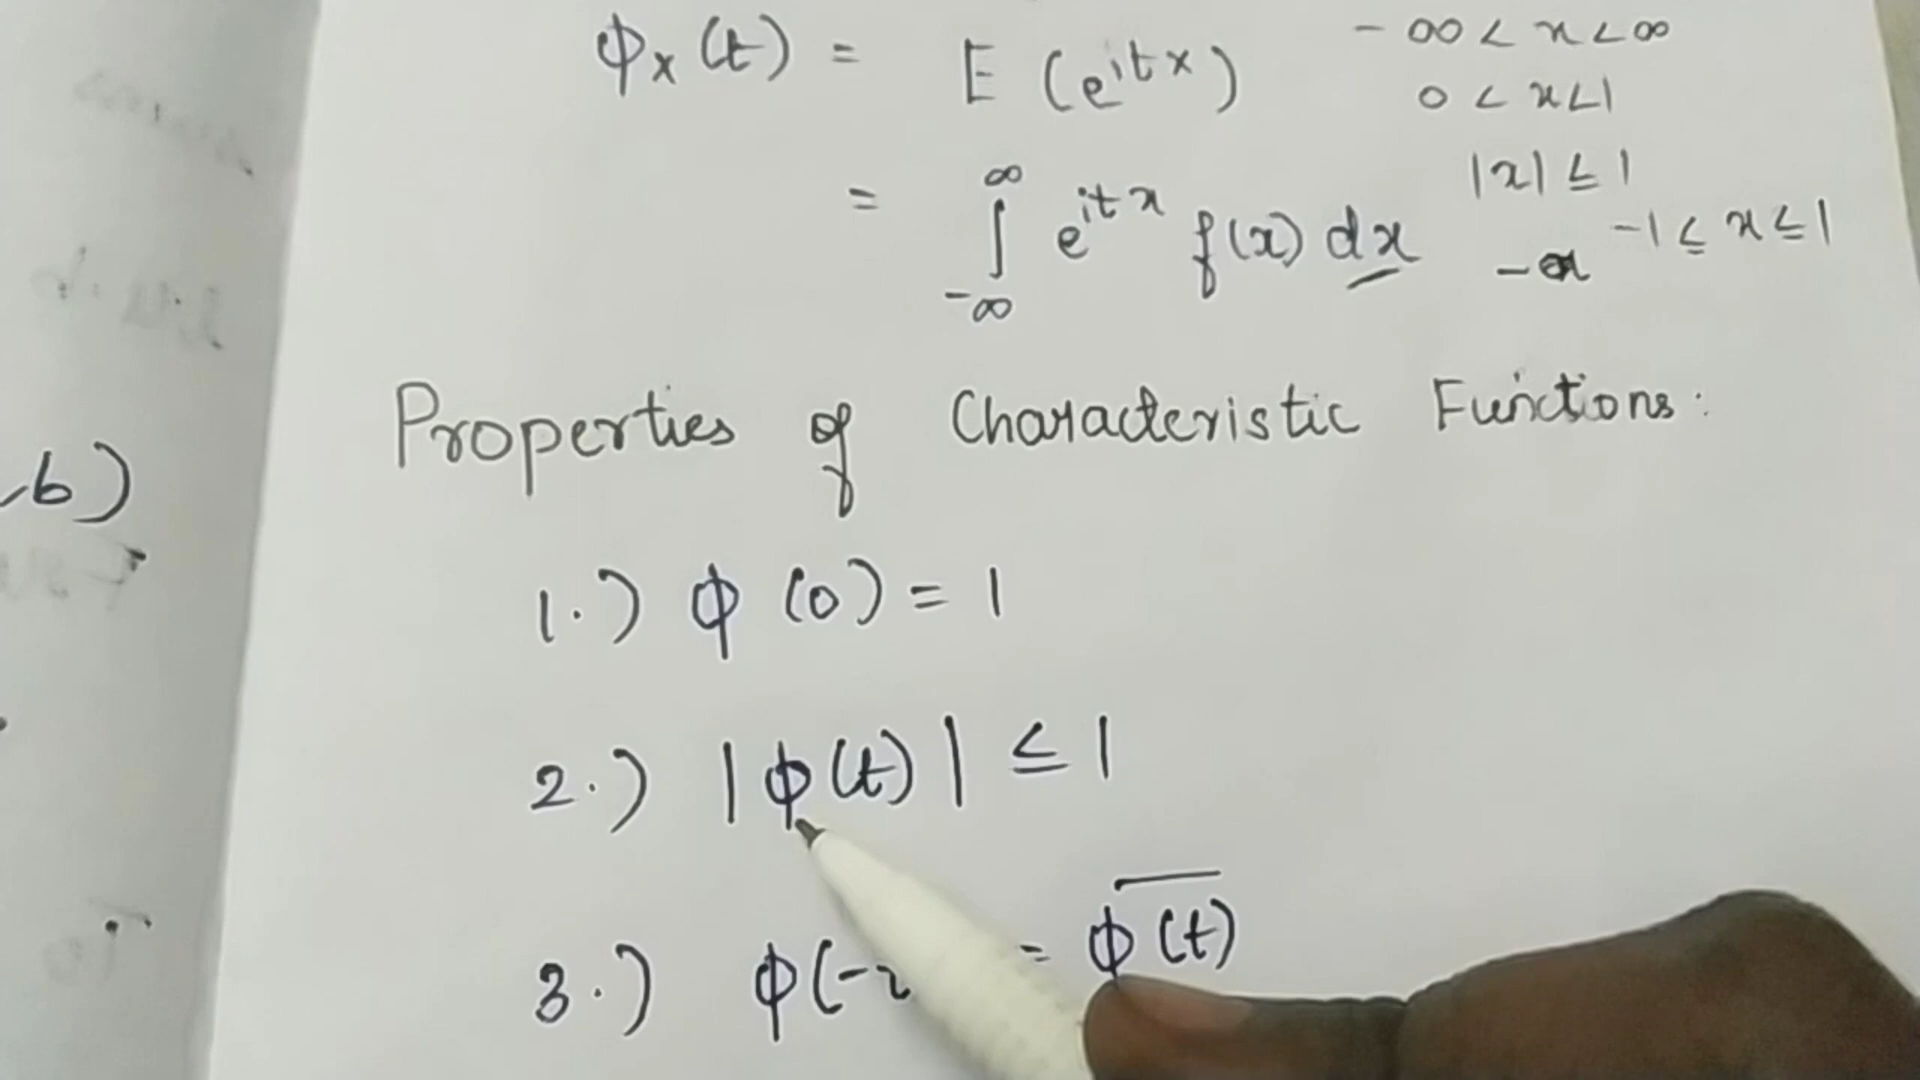 ϕₓ(t) = E(e^{itx}) -∞ < x < ∞
0 < x < 1
= ∫_{-∞}^{∞} e^{itx} f(x) dx |x| ≤ 1
-1 ≤ x ≤ 1
b)
Properties of Characteristic Functions:
1.) ϕ(0) = 1
2.) |ϕ(t)| ≤ 1
3.) ϕ(- = \overline{ϕ(t)}